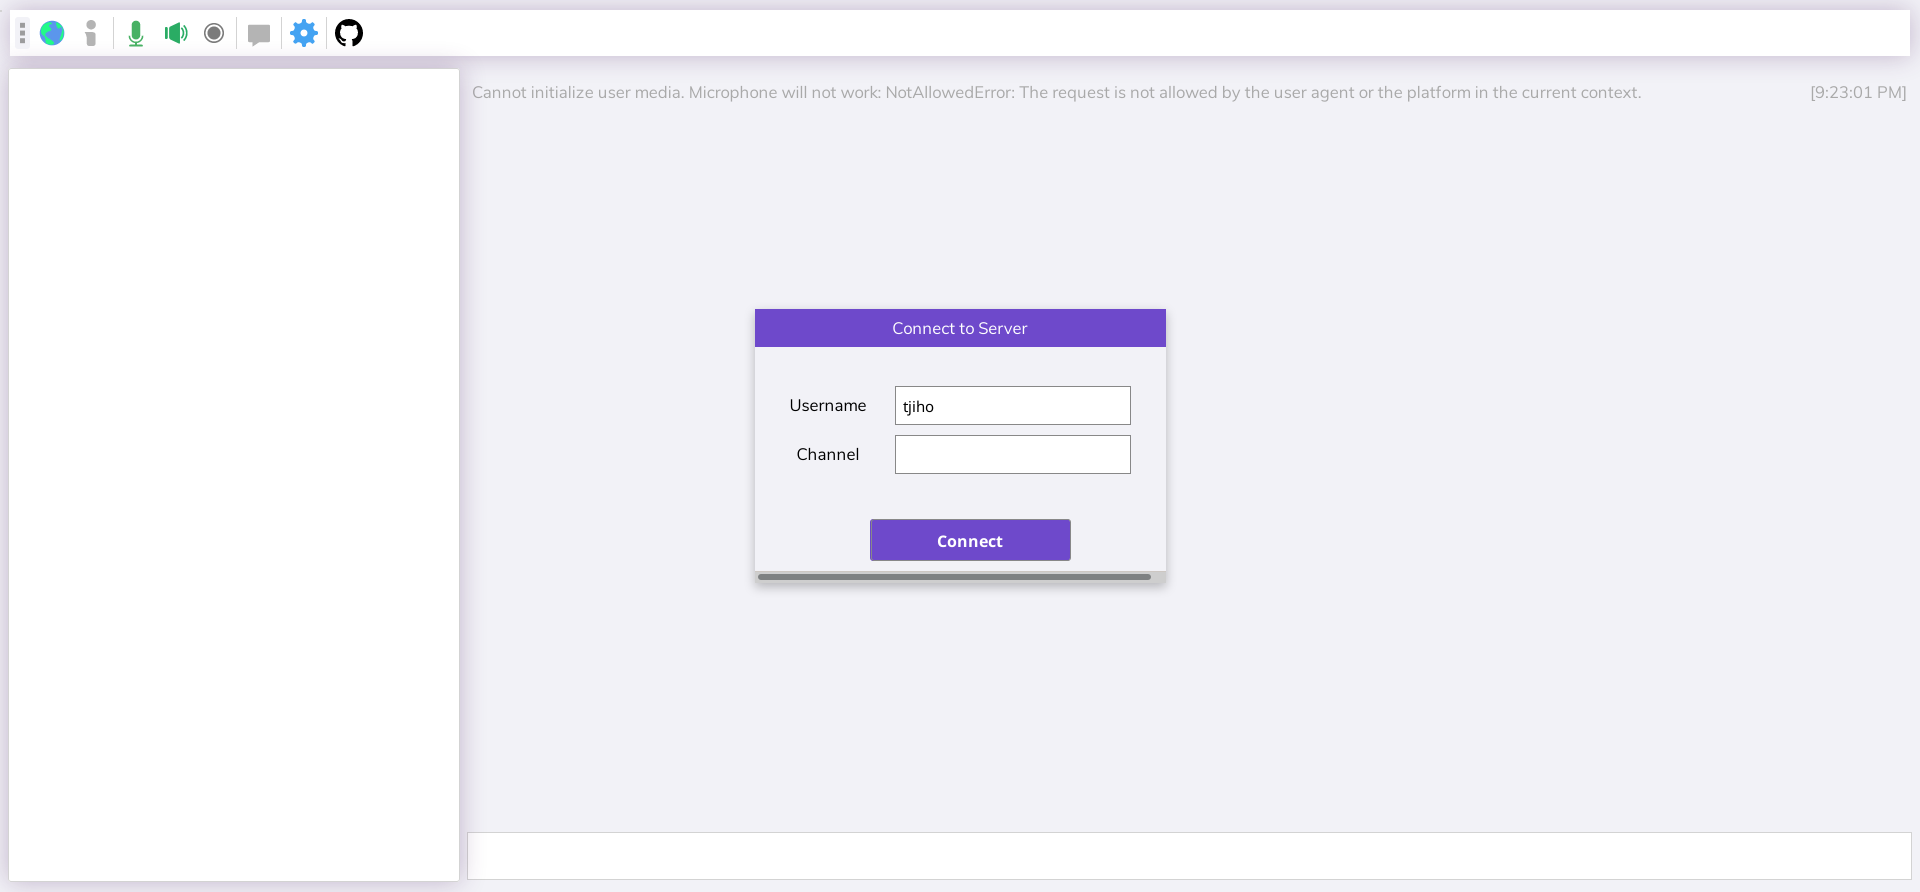 Cannot initialize user media. Microphone will not work: NotAllowedError: The request is not allowed by the user agent or the platform in the current context. [9:23:01 PM]
Connect to Server
Username tjiho
Channel
Connect